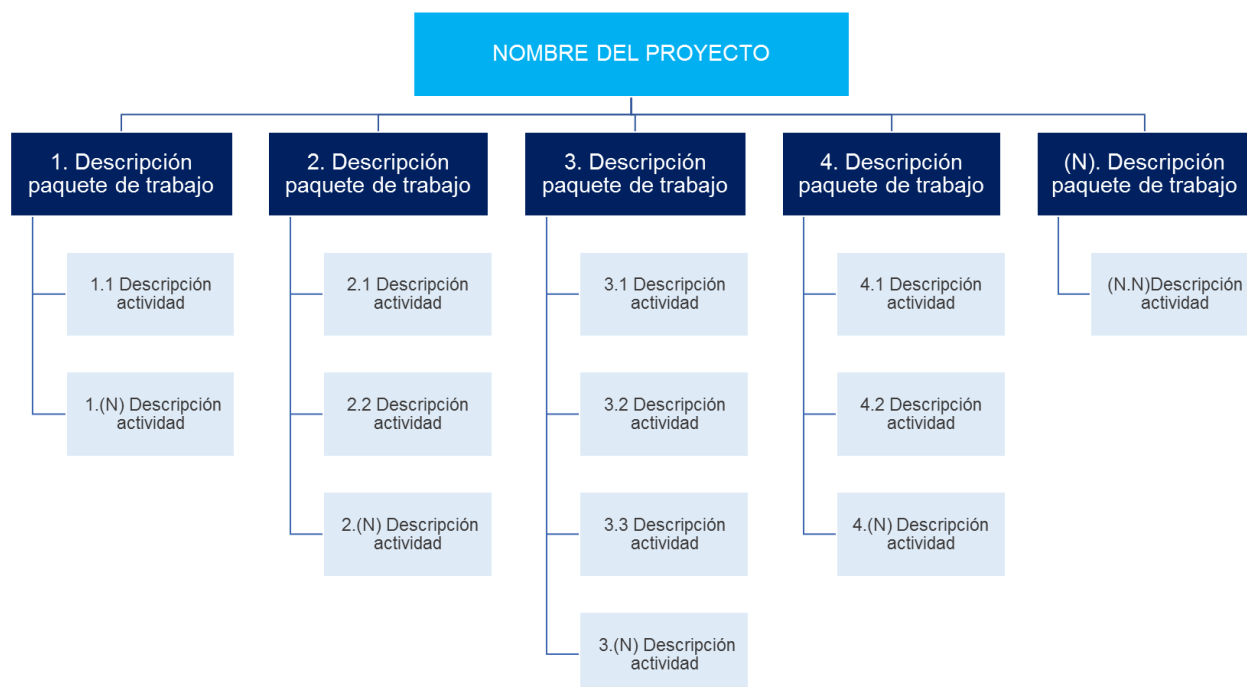 NOMBRE DEL PROYECTO
1. Descripción
paquete de trabajo
2. Descripción
paquete de trabajo
3. Descripción
paquete de trabajo
4. Descripción
paquete de trabajo
(N). Descripción
paquete de trabajo
1.1 Descripción
actividad
1.(N) Descripción
actividad
2.1 Descripción
actividad
2.2 Descripción
actividad
2.(N) Descripción
actividad
3.1 Descripción
actividad
3.2 Descripción
actividad
3.3 Descripción
actividad
3.(N) Descripción
actividad
4.1 Descripción
actividad
4.2 Descripción
actividad
4.(N) Descripción
actividad
(N.N)Descripción
actividad